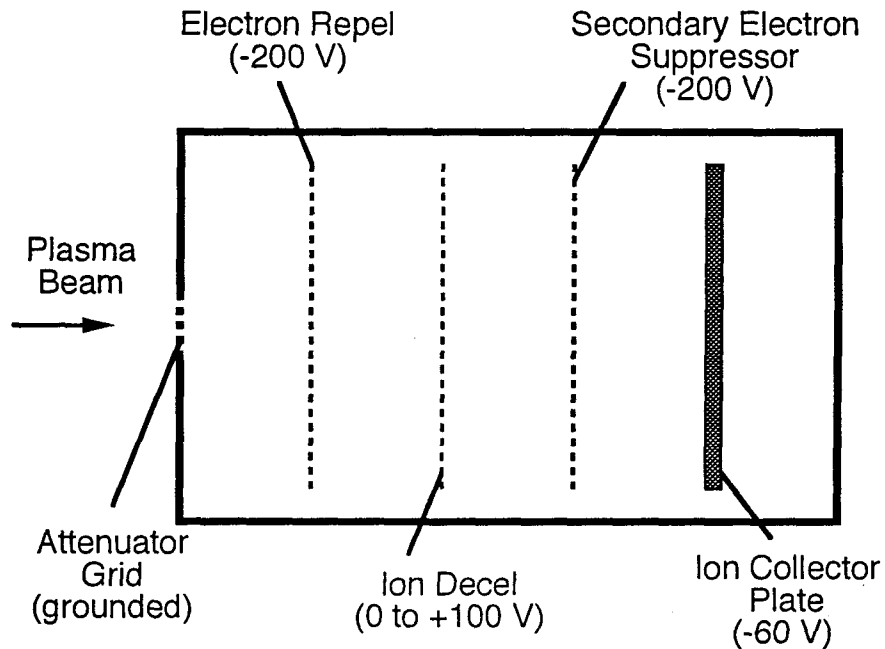 Electron Repel
(-200 V)
Secondary Electron
Suppressor
(-200 V)
Plasma
Beam
Attenuator
Grid
(grounded)
Ion Decel
(0 to +100 V)
Ion Collector
Plate
(-60 V)